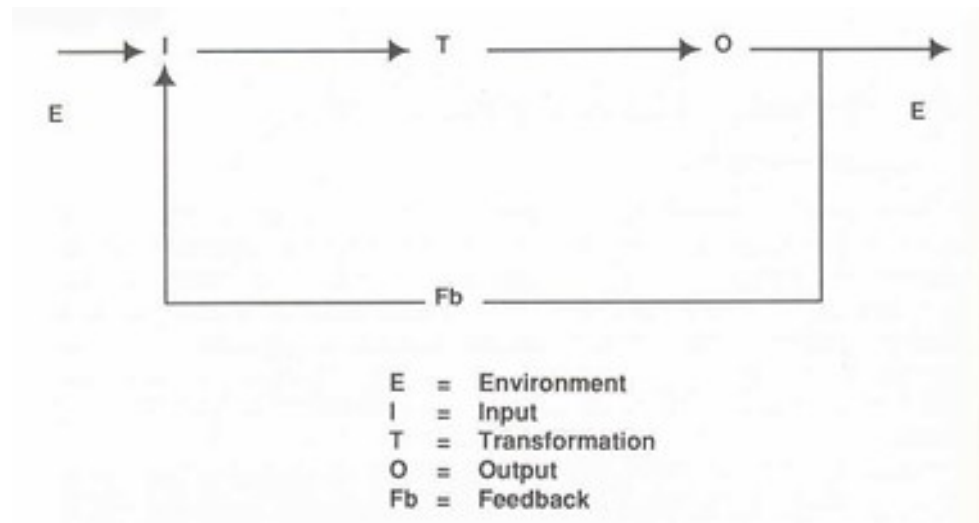 I T O
E E
Fb
E = Environment
I = Input
T = Transformation
O = Output
Fb = Feedback